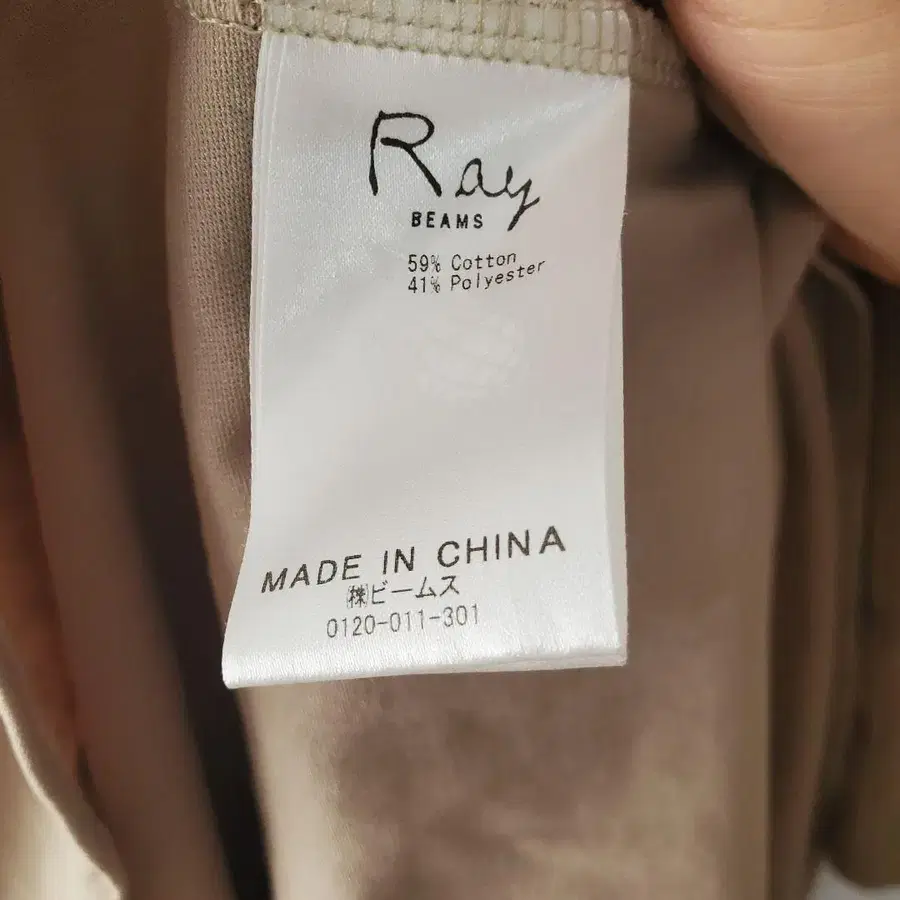 Ray
BEAMS
59% Cotton
41% Polyester
MADE IN CHINA
㈱ビームス
0120-011-301